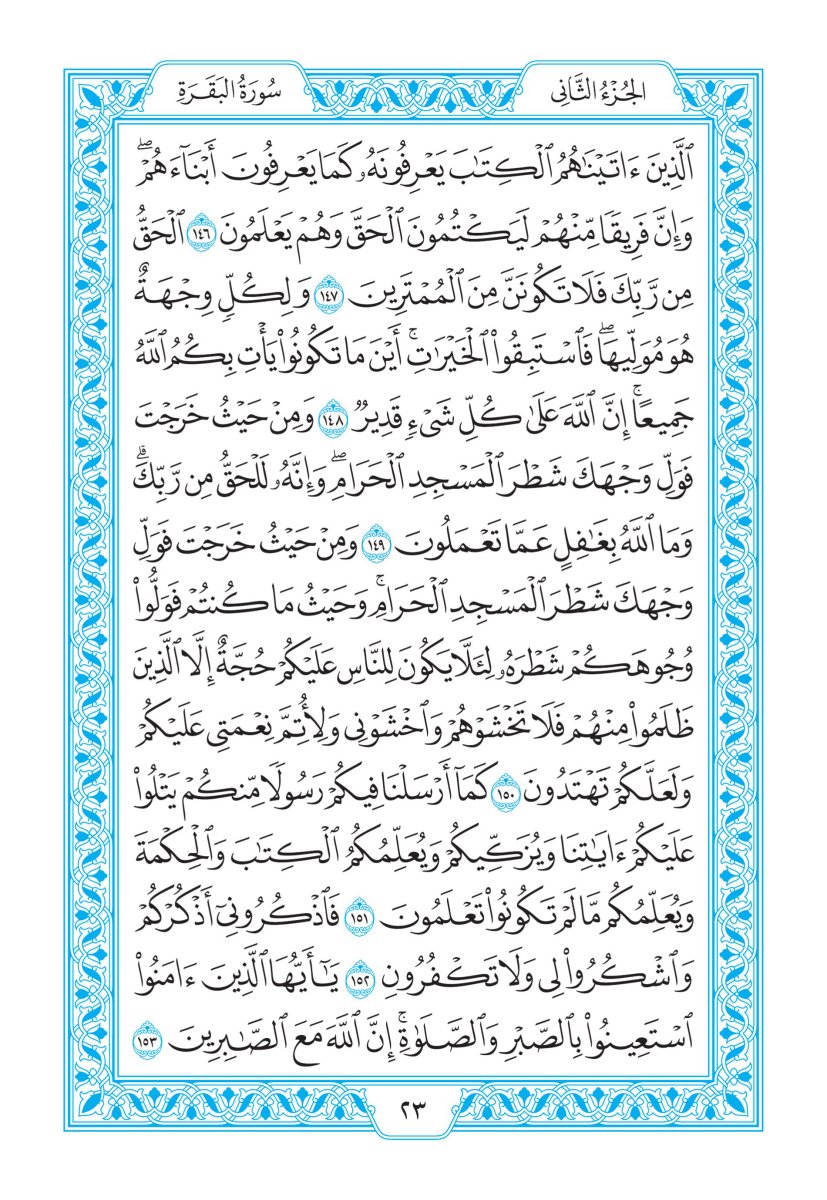 الجُزْءُ الثَّانِي
سُورَةُ البَقَرَةِ
ٱلَّذِينَ ءَاتَيْنَٰهُمُ ٱلْكِتَٰبَ يَعْرِفُونَهُۥ كَمَا يَعْرِفُونَ أَبْنَآءَهُمْۖ
وَإِنَّ فَرِيقًا مِّنْهُمْ لَيَكْتُمُونَ ٱلْحَقَّ وَهُمْ يَعْلَمُونَ ١٤٦ ٱلْحَقُّ
مِن رَّبِّكَ فَلَا تَكُونَنَّ مِنَ ٱلْمُمْتَرِينَ ١٤٧ وَلِكُلٍّ وِجْهَةٌ
هُوَ مُوَلِّيهَاۖ فَٱسْتَبِقُوا۟ ٱلْخَيْرَٰتِۚ أَيْنَ مَا تَكُونُوا۟ يَأْتِ بِكُمُ ٱللَّهُ
جَمِيعًاۚ إِنَّ ٱللَّهَ عَلَىٰ كُلِّ شَىْءٍ قَدِيرٌ ١٤٨ وَمِنْ حَيْثُ خَرَجْتَ
فَوَلِّ وَجْهَكَ شَطْرَ ٱلْمَسْجِدِ ٱلْحَرَامِۖ وَإِنَّهُۥ لَلْحَقُّ مِن رَّبِّكَۗ
وَمَا ٱللَّهُ بِغَٰفِلٍ عَمَّا تَعْمَلُونَ ١٤٩ وَمِنْ حَيْثُ خَرَجْتَ فَوَلِّ
وَجْهَكَ شَطْرَ ٱلْمَسْجِدِ ٱلْحَرَامِۚ وَحَيْثُ مَا كُنتُمْ فَوَلُّوا۟
وُجُوهَكُمْ شَطْرَهُۥ لِئَلَّا يَكُونَ لِلنَّاسِ عَلَيْكُمْ حُجَّةٌ إِلَّا ٱلَّذِينَ
ظَلَمُوا۟ مِنْهُمْ فَلَا تَخْشَوْهُمْ وَٱخْشَوْنِى وَلِأُتِمَّ نِعْمَتِى عَلَيْكُمْ
وَلَعَلَّكُمْ تَهْتَدُونَ ١٥٠ كَمَآ أَرْسَلْنَا فِيكُمْ رَسُولًا مِّنكُمْ يَتْلُوا۟
عَلَيْكُمْ ءَايَٰتِنَا وَيُزَكِّيكُمْ وَيُعَلِّمُكُمُ ٱلْكِتَٰبَ وَٱلْحِكْمَةَ
وَيُعَلِّمُكُم مَّا لَمْ تَكُونُوا۟ تَعْلَمُونَ ١٥١ فَٱذْكُرُونِىٓ أَذْكُرْكُمْ
وَٱشْكُرُوا۟ لِى وَلَا تَكْفُرُونِ ١٥٢ يَٰٓأَيُّهَا ٱلَّذِينَ ءَامَنُوا۟
ٱسْتَعِينُوا۟ بِٱلصَّبْرِ وَٱلصَّلَوٰةِۚ إِنَّ ٱللَّهَ مَعَ ٱلصَّٰبِرِينَ ١٥٣
٢٣